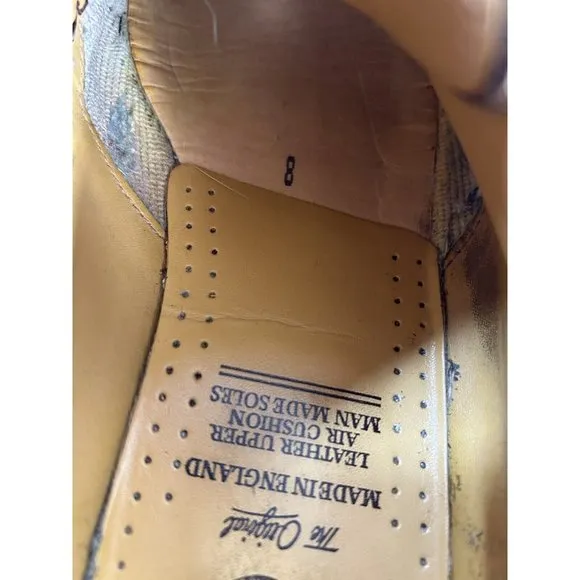 The Original
MADE IN ENGLAND
LEATHER UPPER
AIR CUSHION
MAN MADE SOLES
8